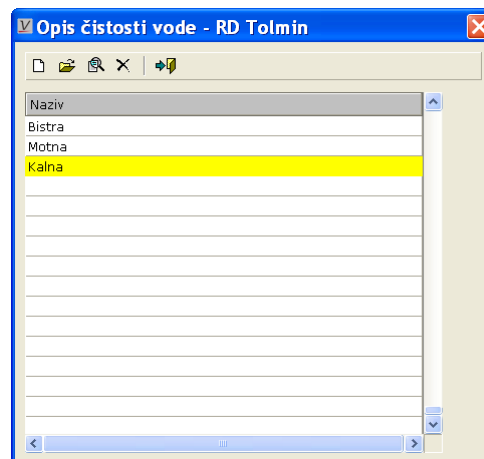 Opis čistosti vode - RD Tolmin
Naziv
Bistra
Motna
Kalna